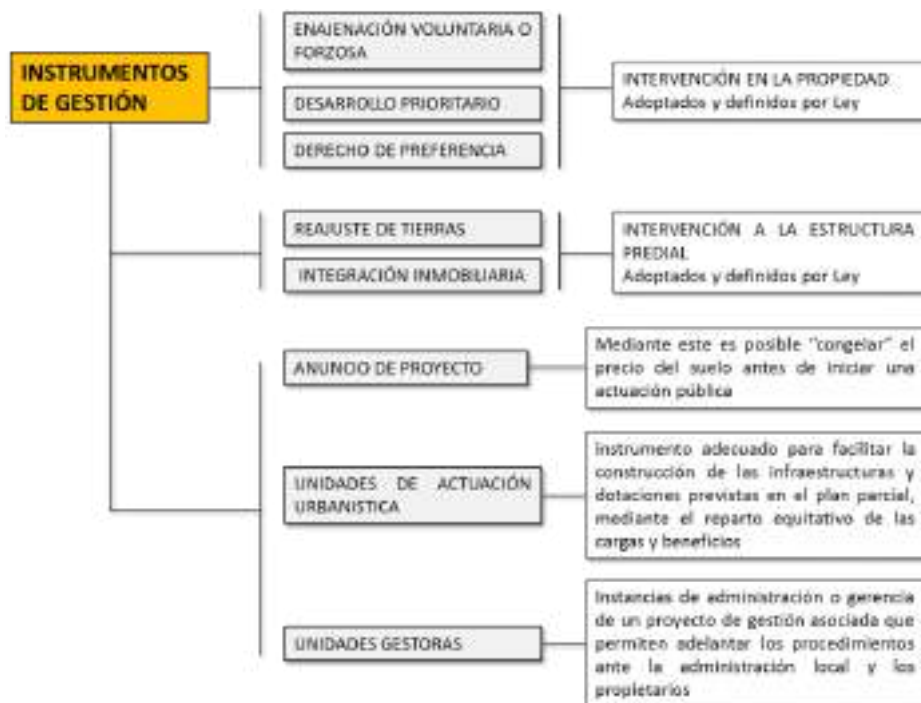 INSTRUMENTOS
DE GESTIÓN
ENAJENACIÓN VOLUNTARIA O
FORZOSA
DESARROLLO PRIORITARIO
DERECHO DE PREFERENCIA
INTERVENCIÓN EN LA PROPIEDAD
Adoptados y definidos por Ley
REAJUSTE DE TIERRAS
INTEGRACIÓN INMOBILIARIA
INTERVENCIÓN A LA ESTRUCTURA
PREDIAL
Adoptados y definidos por Ley
ANUNCIO DE PROYECTO
Mediante este es posible "congelar" el
precio del suelo antes de iniciar una
actuación pública
UNIDADES DE ACTUACIÓN
URBANISTICA
instrumento adecuado para facilitar la
construcción de las infraestructuras y
dotaciones previstas en el plan parcial,
mediante el reparto equitativo de las
cargas y beneficios
UNIDADES GESTORAS
Instancias de administración o gerencia
de un proyecto de gestión asociada que
permiten adelantar los procedimientos
ante la administración local y los
propietarios